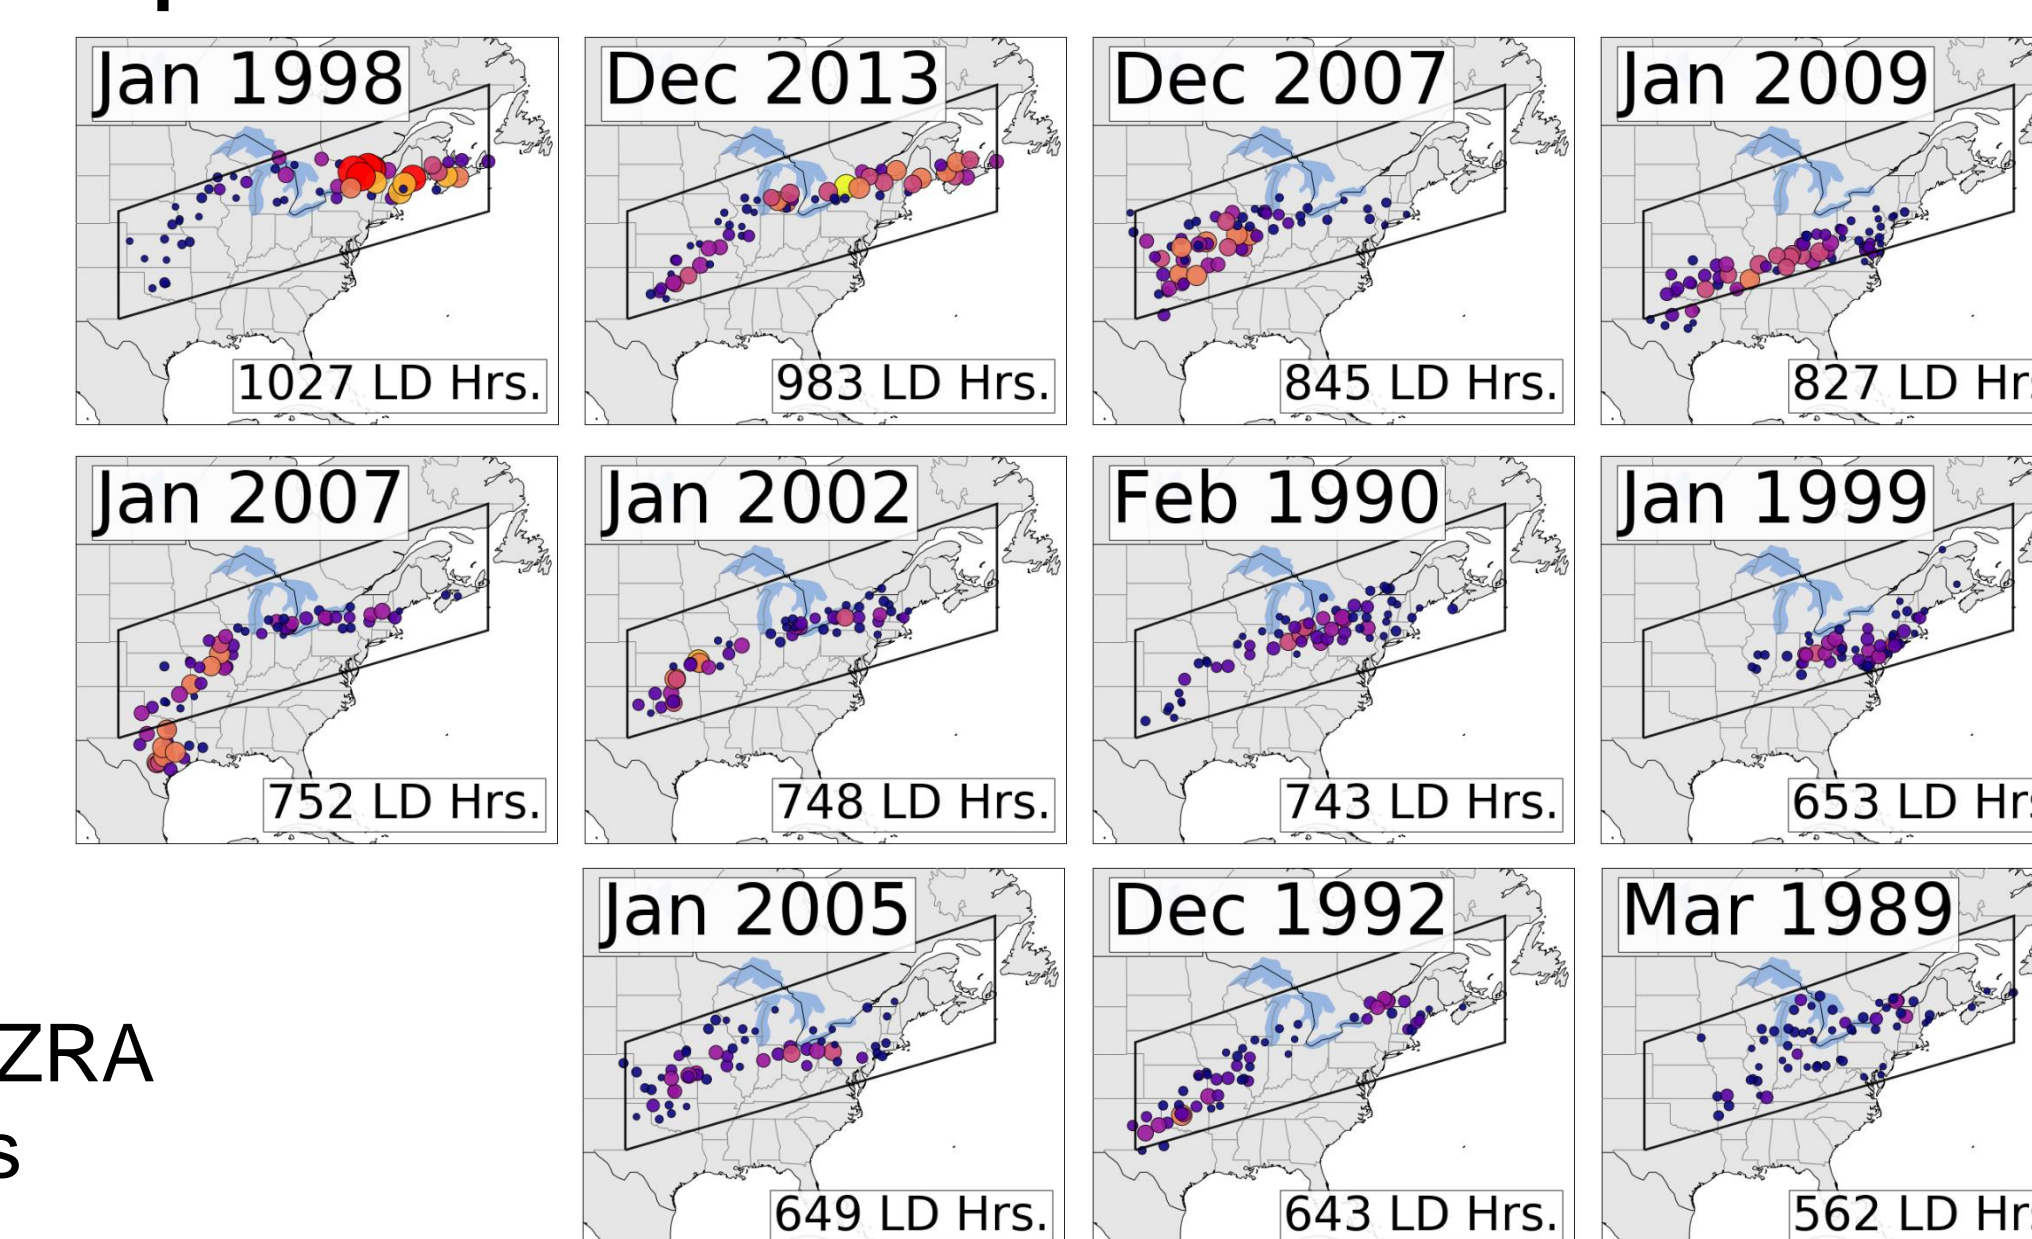 Jan 1998
1027 LD Hrs.
Dec 2013
983 LD Hrs.
Dec 2007
845 LD Hrs.
Jan 2009
827 LD Hr
Jan 2007
752 LD Hrs.
Jan 2002
748 LD Hrs.
Feb 1990
743 LD Hrs.
Jan 1999
653 LD Hr
Jan 2005
649 LD Hrs.
Dec 1992
643 LD Hrs.
Mar 1989
562 LD Hr
ZRA
s